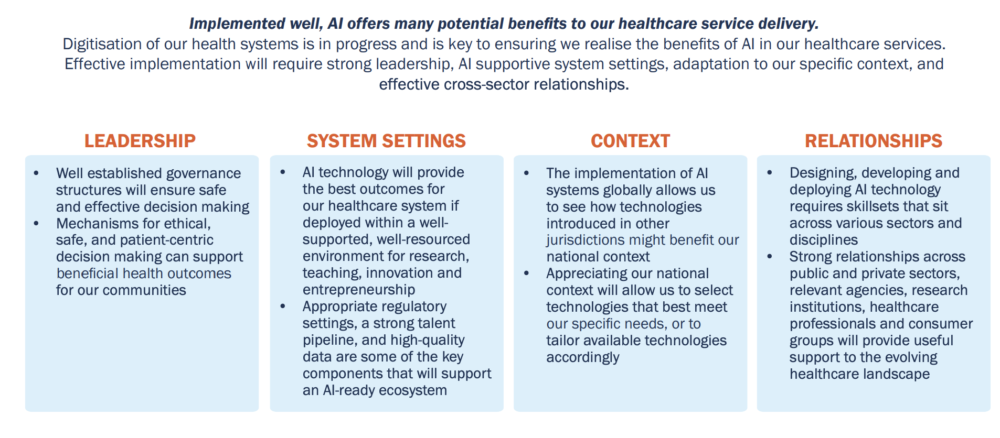 Implemented well, AI offers many potential benefits to our healthcare service delivery.
Digitisation of our health systems is in progress and is key to ensuring we realise the benefits of AI in our healthcare services.
Effective implementation will require strong leadership, AI supportive system settings, adaptation to our specific context, and
effective cross-sector relationships.
LEADERSHIP
• Well established governance
structures will ensure safe
and effective decision making
• Mechanisms for ethical,
safe, and patient-centric
decision making can support
beneficial health outcomes
for our communities
SYSTEM SETTINGS
• AI technology will provide
the best outcomes for
our healthcare system if
deployed within a well-
supported, well-resourced
environment for research,
teaching, innovation and
entrepreneurship
• Appropriate regulatory
settings, a strong talent
pipeline, and high-quality
data are some of the key
components that will support
an AI-ready ecosystem
CONTEXT
• The implementation of AI
systems globally allows us
to see how technologies
introduced in other
jurisdictions might benefit our
national context
• Appreciating our national
context will allow us to select
technologies that best meet
our specific needs, or to
tailor available technologies
accordingly
RELATIONSHIPS
• Designing, developing and
deploying AI technology
requires skillsets that sit
across various sectors and
disciplines
• Strong relationships across
public and private sectors,
relevant agencies, research
institutions, healthcare
professionals and consumer
groups will provide useful
support to the evolving
healthcare landscape